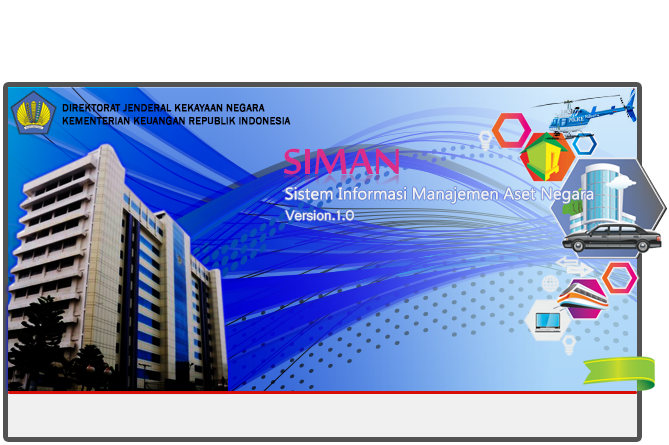 DIREKTORAT JENDERAL KEKAYAAN NEGARA
KEMENTERIAN KEUANGAN REPUBLIK INDONESIA
SIMAN
Sistem Informasi Manajemen Aset Negara
Version.1.0